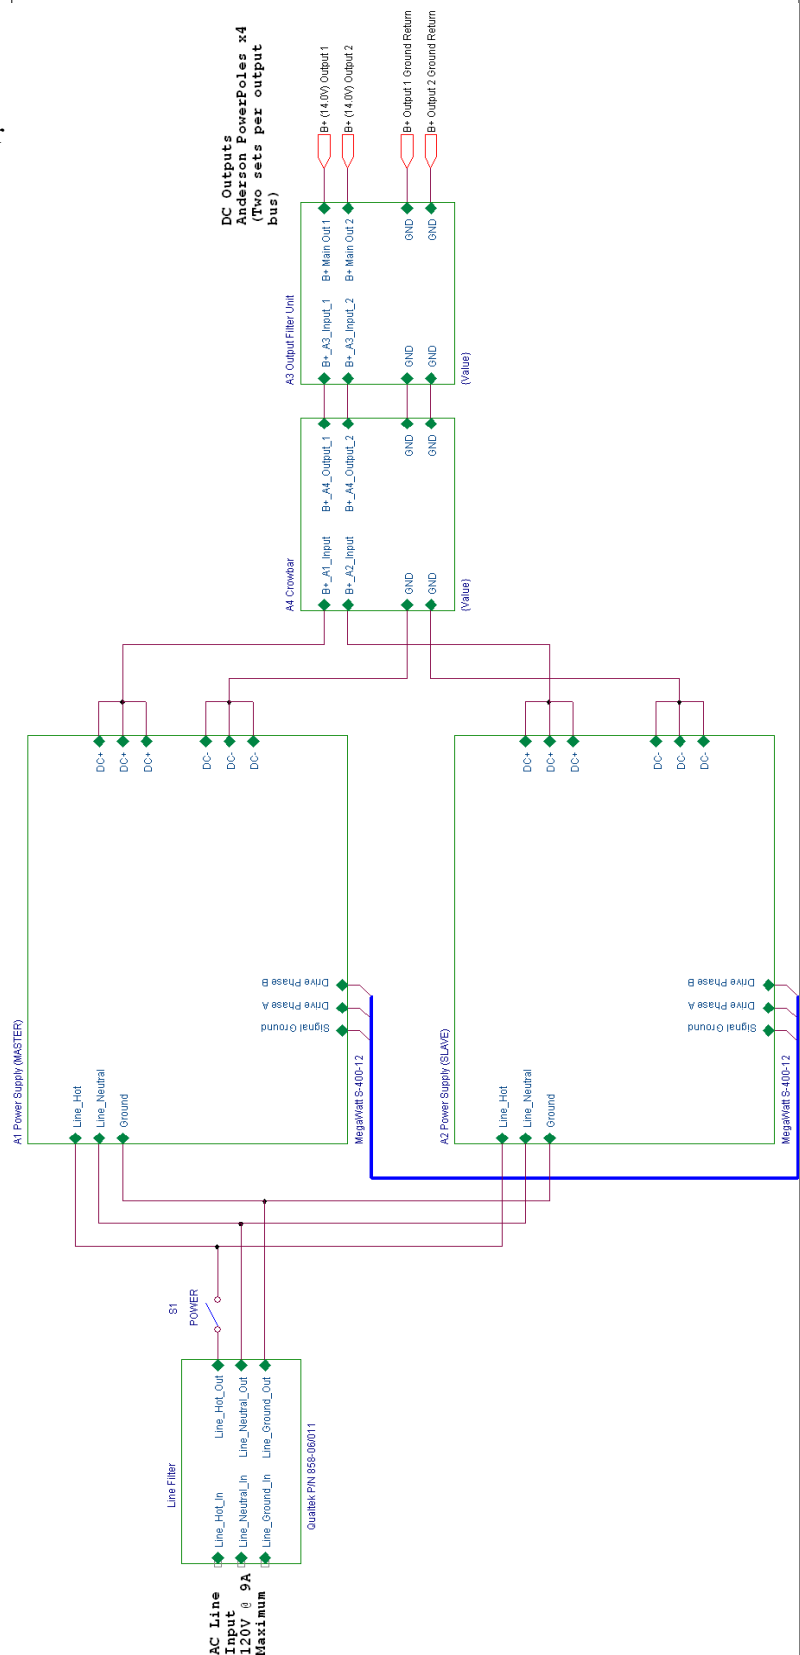 AC Line
Input
120V @ 9A
Maximum
Line Filter
Line_Hot_In
Line_Hot_Out
Line_Neutral_In
Line_Neutral_Out
Line_Ground_In
Line_Ground_Out
Qualtek P/N 858-06/011
S1
POWER
A1 Power Supply (MASTER)
Line_Hot
Line_Neutral
Ground
Signal Ground
Drive Phase A
Drive Phase B
DC+
DC+
DC+
DC-
DC-
DC-
MegaWatt S-400-12
A2 Power Supply (SLAVE)
Line_Hot
Line_Neutral
Ground
Signal Ground
Drive Phase A
Drive Phase B
DC+
DC+
DC+
DC-
DC-
DC-
MegaWatt S-400-12
A4 Crowbar
B+_A1_Input
B+_A4_Output_1
B+_A2_Input
B+_A4_Output_2
GND
GND
GND
GND
(Value)
A3 Output Filter Unit
B+_A3_Input_1
B+ Main Out 1
B+_A3_Input_2
B+ Main Out 2
GND
GND
GND
GND
(Value)
DC Outputs
Anderson PowerPoles x4
(Two sets per output
bus)
B+ (14.0V) Output 1
B+ (14.0V) Output 2
B+ Output 1 Ground Return
B+ Output 2 Ground Return